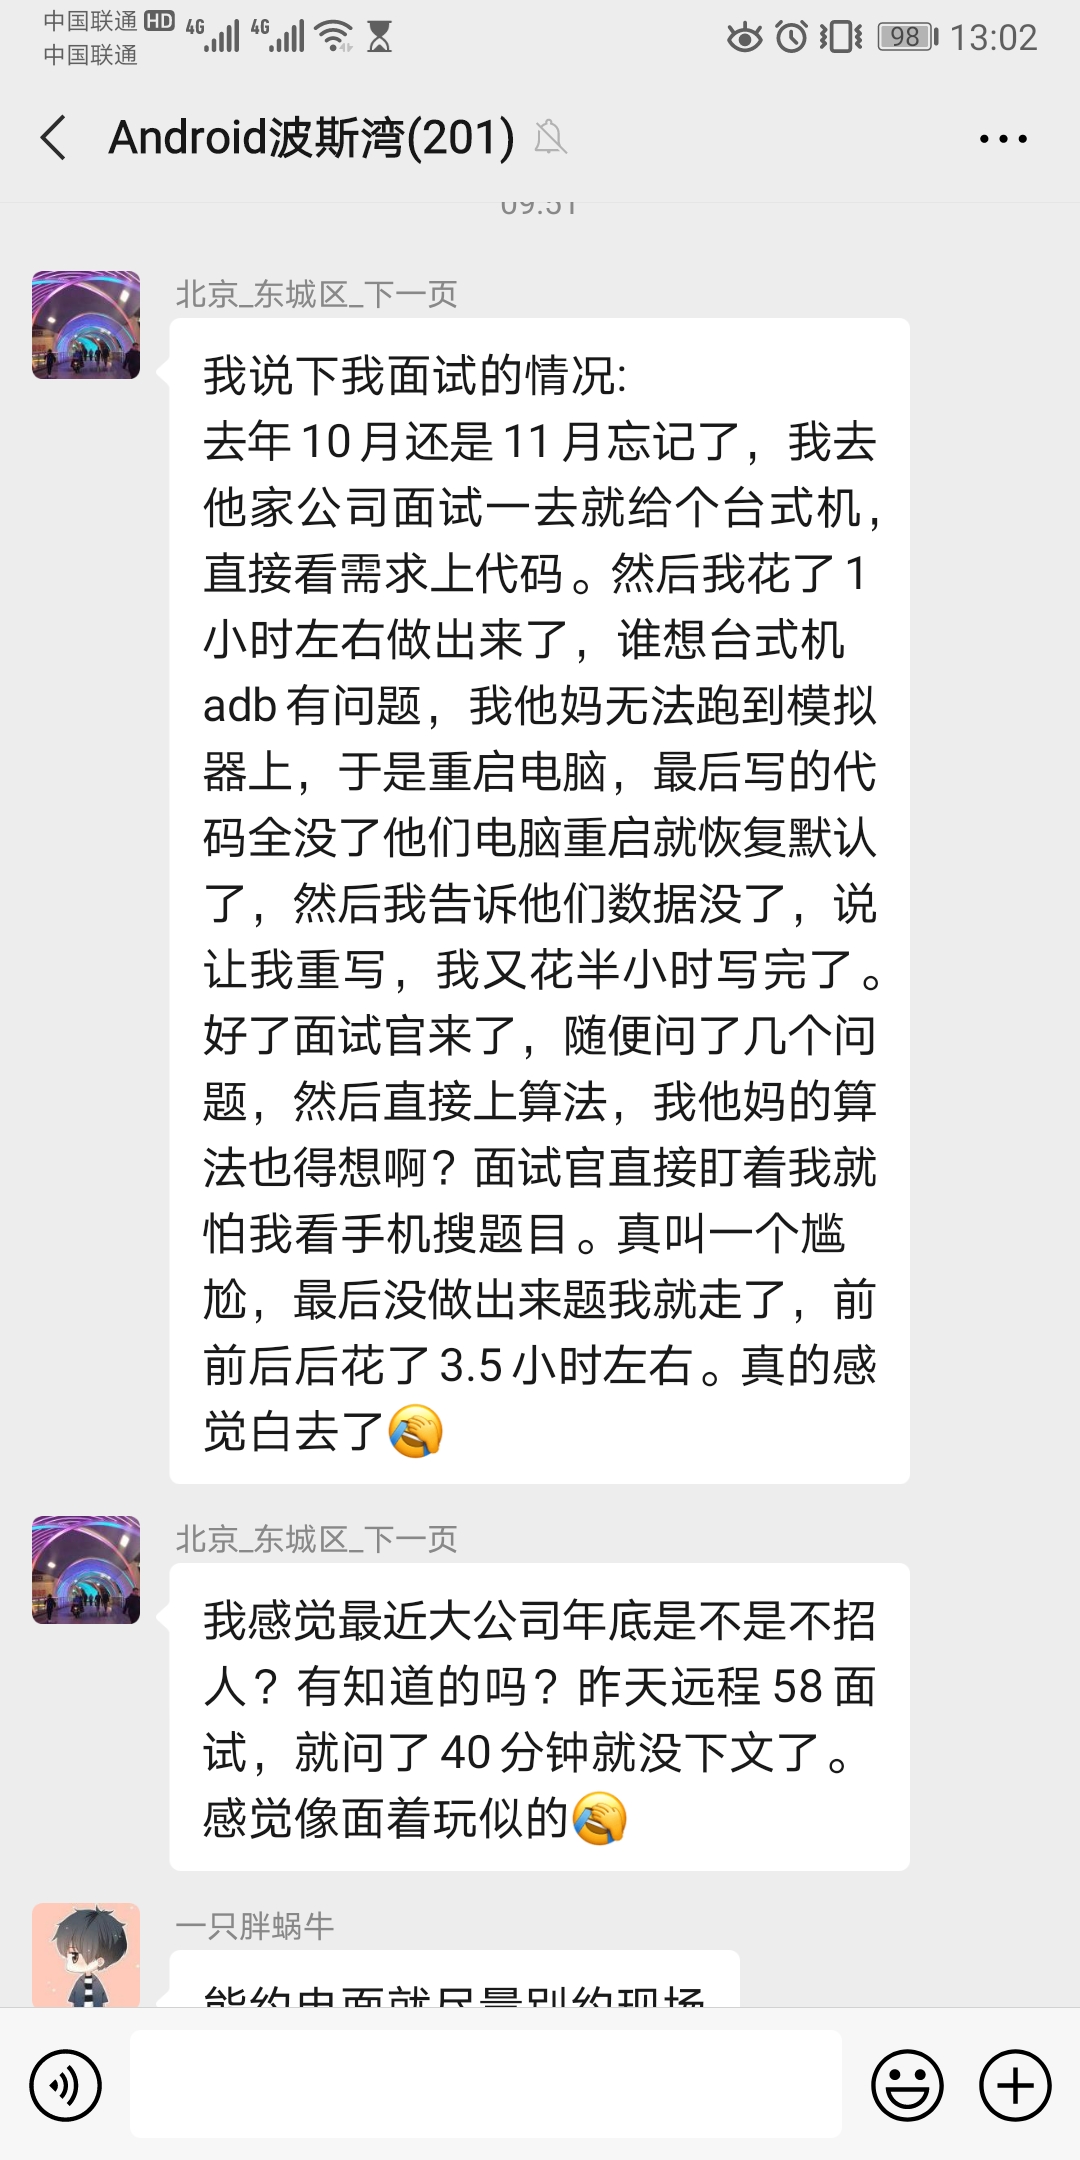 中国联通 HD 4G 4G 98 13:02
中国联通
Android波斯湾(201)
09:51
北京_东城区_下一页
我说下我面试的情况:
去年10月还是11月忘记了，我去
他家公司面试一去就给个台式机，
直接看需求上代码。然后我花了1
小时左右做出来了，谁想台式机
adb有问题，我他妈无法跑到模拟
器上，于是重启电脑，最后写的代
码全没了他们电脑重启就恢复默认
了，然后我告诉他们数据没了，说
让我重写，我又花半小时写完了。
好了面试官来了，随便问了几个问
题，然后直接上算法，我他妈的算
法也得想啊？面试官直接盯着我就
怕我看手机搜题目。真叫一个尴
尬，最后没做出来题我就走了，前
前后后花了3.5小时左右。真的感
觉白去了🤦
北京_东城区_下一页
我感觉最近大公司年底是不是不招
人？有知道的吗？昨天远程58面
试，就问了40分钟就没下文了。
感觉像面着玩似的🤦
一只胖蜗牛
能约电面就尽量别约现场